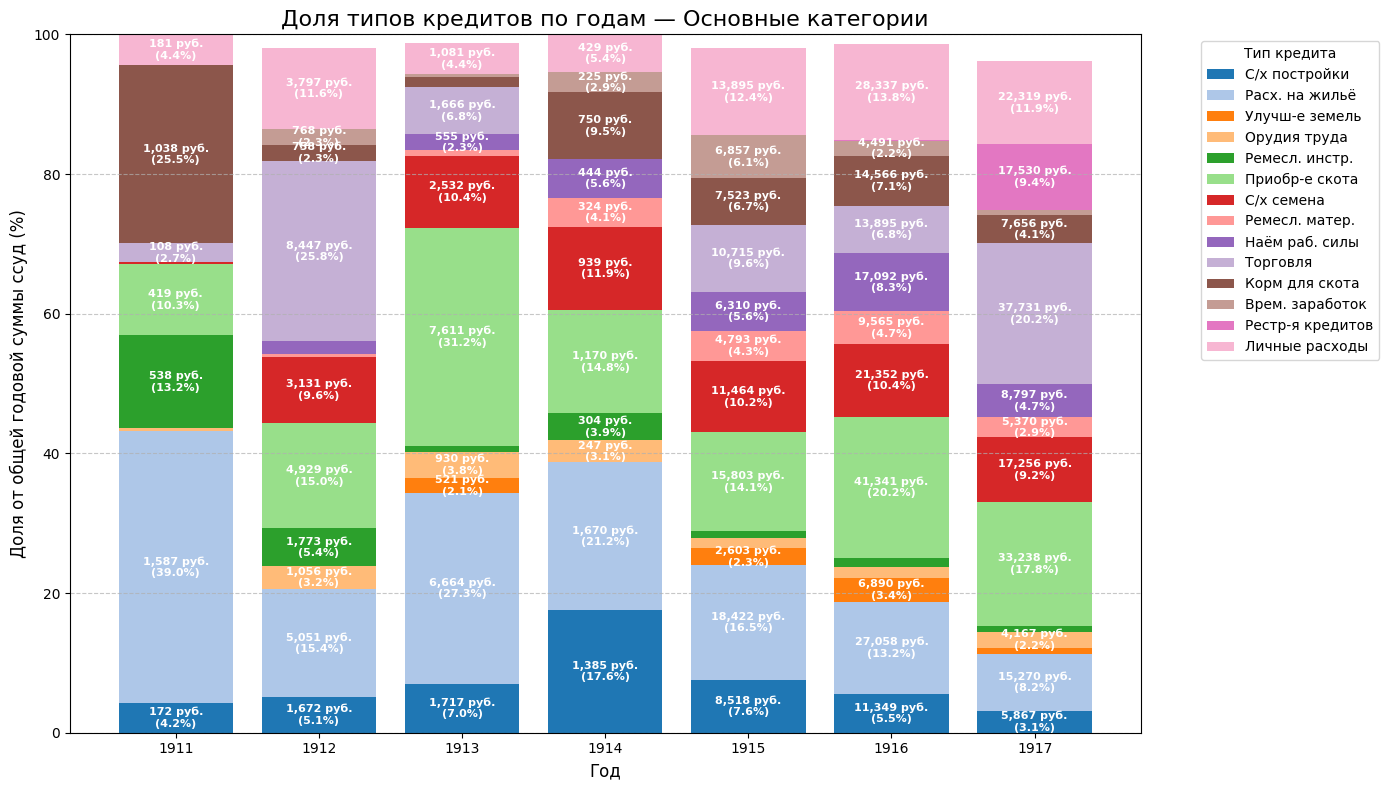 Доля типов кредитов по годам — Основные категории
Доля от общей годовой суммы ссуд (%)
100
80
60
40
20
0
181 руб.
(4.4%)
1,038 руб.
(25.5%)
108 руб.
(2.7%)
419 руб.
(10.3%)
538 руб.
(13.2%)
1,587 руб.
(39.0%)
172 руб.
(4.2%)
3,797 руб.
(11.6%)
768 руб.
(2.3%)
768 руб.
(2.3%)
8,447 руб.
(25.8%)
3,131 руб.
(9.6%)
4,929 руб.
(15.0%)
1,773 руб.
(5.4%)
1,056 руб.
(3.2%)
5,051 руб.
(15.4%)
1,672 руб.
(5.1%)
1,081 руб.
(4.4%)
1,666 руб.
(6.8%)
555 руб.
(2.3%)
2,532 руб.
(10.4%)
7,611 руб.
(31.2%)
930 руб.
(3.8%)
521 руб.
(2.1%)
6,664 руб.
(27.3%)
1,717 руб.
(7.0%)
429 руб.
(5.4%)
225 руб.
(2.9%)
750 руб.
(9.5%)
444 руб.
(5.6%)
324 руб.
(4.1%)
939 руб.
(11.9%)
1,170 руб.
(14.8%)
304 руб.
(3.9%)
247 руб.
(3.1%)
1,670 руб.
(21.2%)
1,385 руб.
(17.6%)
13,895 руб.
(12.4%)
6,857 руб.
(6.1%)
7,523 руб.
(6.7%)
10,715 руб.
(9.6%)
6,310 руб.
(5.6%)
4,793 руб.
(4.3%)
11,464 руб.
(10.2%)
15,803 руб.
(14.1%)
2,603 руб.
(2.3%)
18,422 руб.
(16.5%)
8,518 руб.
(7.6%)
28,337 руб.
(13.8%)
4,491 руб.
(2.2%)
14,566 руб.
(7.1%)
13,895 руб.
(6.8%)
17,092 руб.
(8.3%)
9,565 руб.
(4.7%)
21,352 руб.
(10.4%)
41,341 руб.
(20.2%)
6,890 руб.
(3.4%)
27,058 руб.
(13.2%)
11,349 руб.
(5.5%)
22,319 руб.
(11.9%)
17,530 руб.
(9.4%)
7,656 руб.
(4.1%)
37,731 руб.
(20.2%)
8,797 руб.
(4.7%)
5,370 руб.
(2.9%)
17,256 руб.
(9.2%)
33,238 руб.
(17.8%)
4,167 руб.
(2.2%)
15,270 руб.
(8.2%)
5,867 руб.
(3.1%)
1911
1912
1913
1914
1915
1916
1917
Год
Тип кредита
С/х постройки
Расх. на жильё
Улучш-е земель
Орудия труда
Ремесл. инстр.
Приобр-е скота
С/х семена
Ремесл. матер.
Наём раб. силы
Торговля
Корм для скота
Врем. заработок
Рестр-я кредитов
Личные расходы